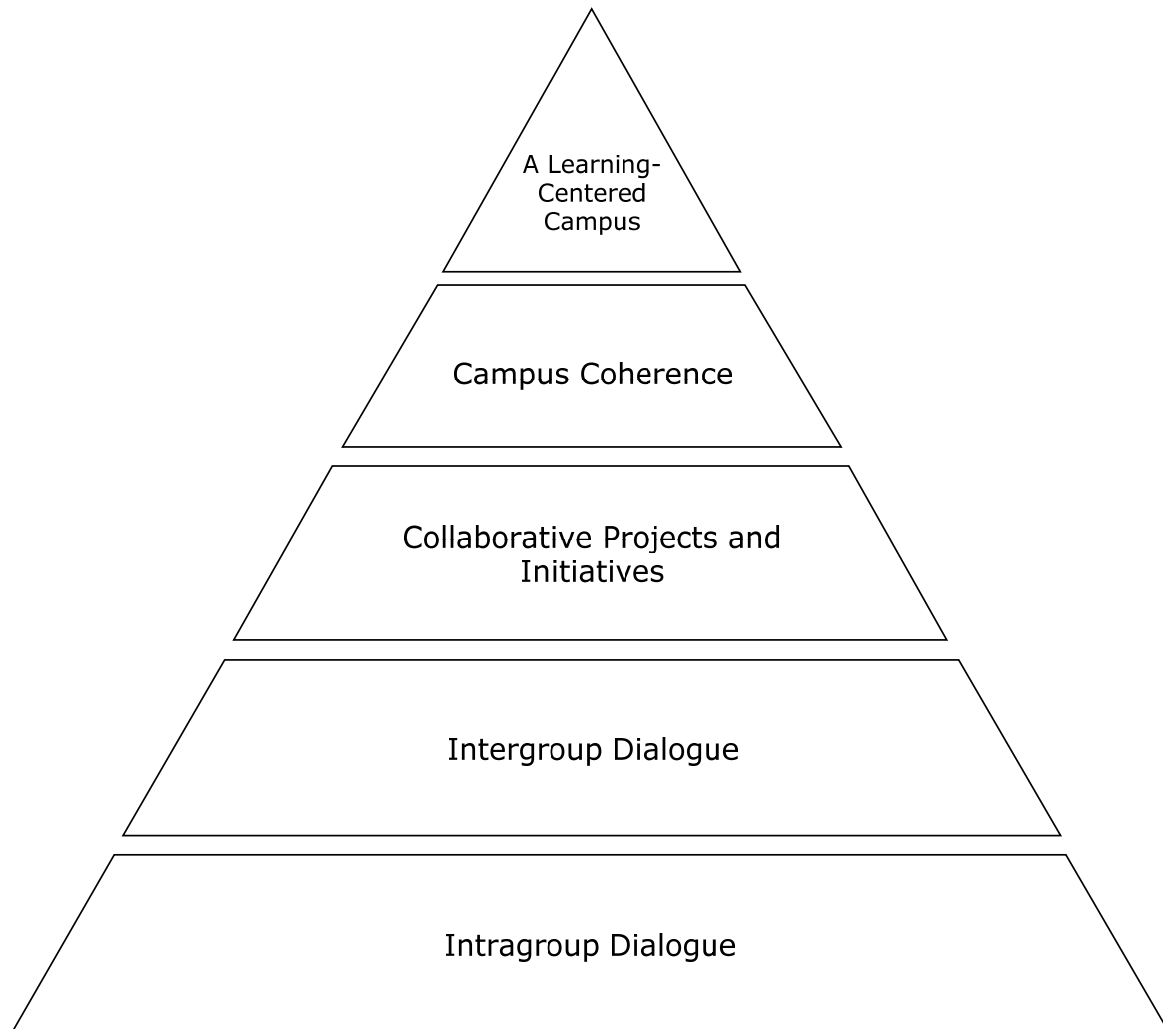 A Learning-
Centered
Campus
Campus Coherence
Collaborative Projects and
Initiatives
Intergroup Dialogue
Intragroup Dialogue